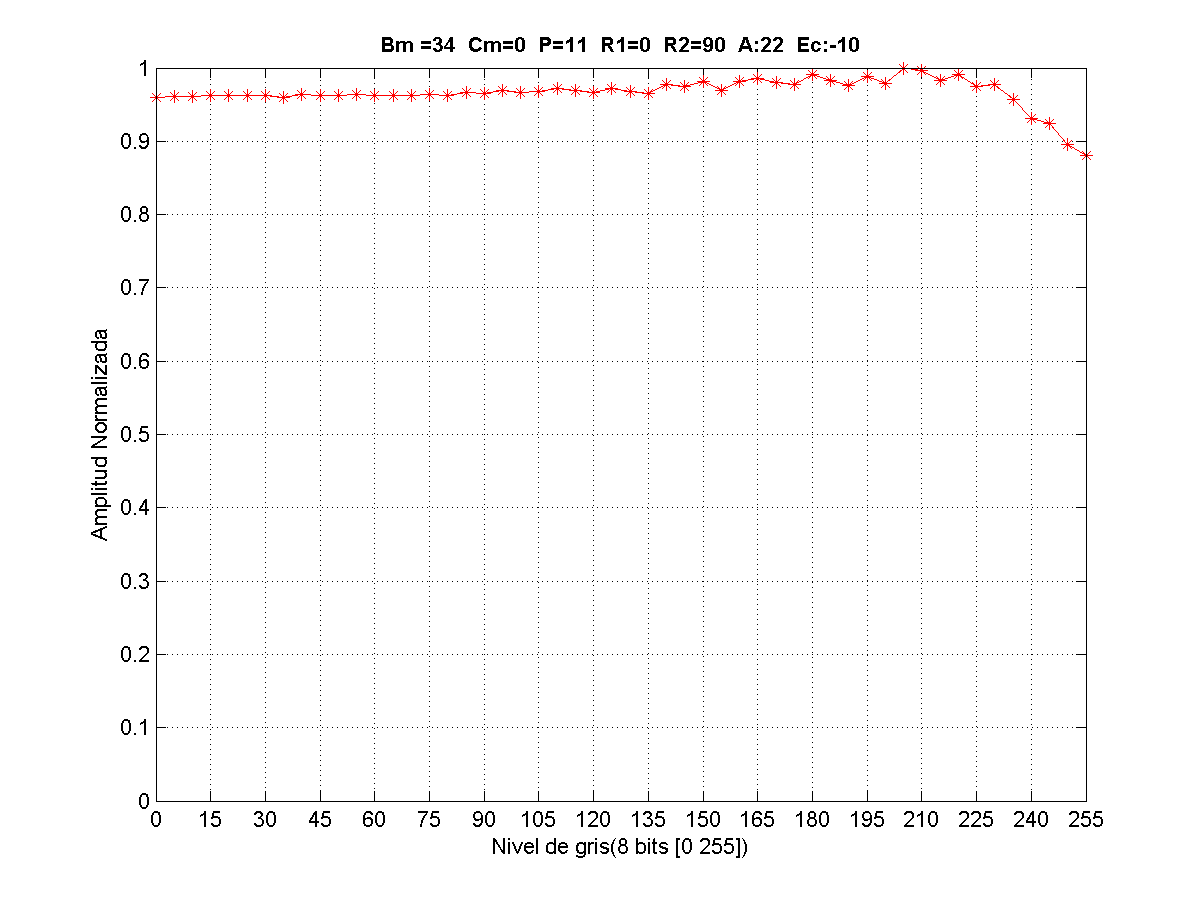 Bm =34  Cm=0  P=11  R1=0  R2=90  A:22  Ec:-10
1
0.9
0.8
0.7
0.6
0.5
0.4
0.3
0.2
0.1
0
Amplitud Normalizada
0 15 30 45 60 75 90 105 120 135 150 165 180 195 210 225 240 255
Nivel de gris(8 bits [0 255])